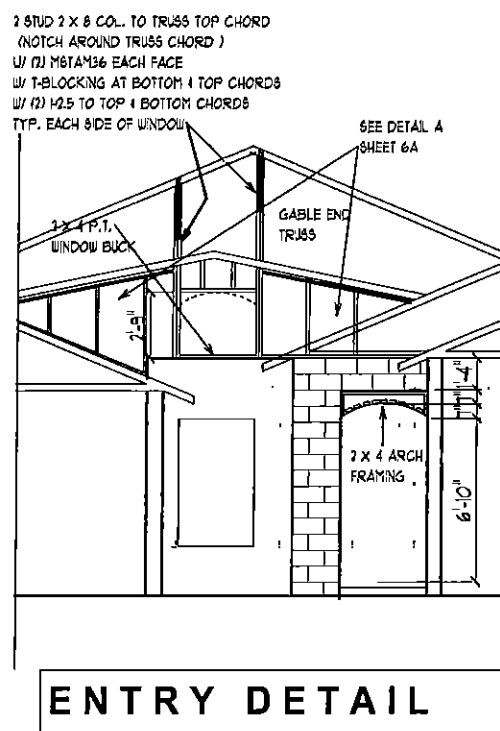 2 STUD 2 X 8 COL. TO TRUSS TOP CHORD
(NOTCH AROUND TRUSS CHORD )
W/ (2) MSTAM36 EACH FACE
W/ T-BLOCKING AT BOTTOM & TOP CHORDS
W/ (2) H2.5 TO TOP & BOTTOM CHORDS
TYP. EACH SIDE OF WINDOW
SEE DETAIL A
SHEET 6A
GABLE END
TRUSS
2 X 4 P.T.
WINDOW BUCK
2'-9"
2 X 4 ARCH
FRAMING
6'-10"
ENTRY DETAIL